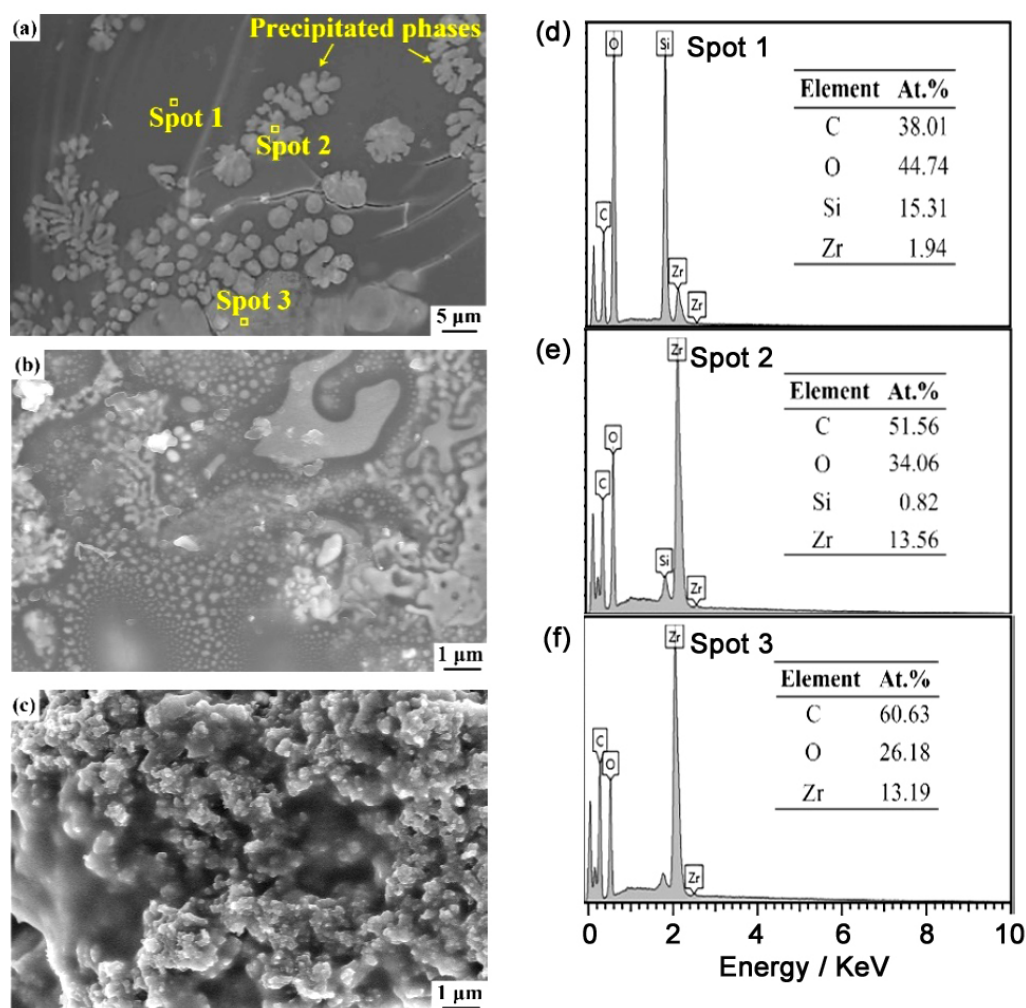 (a)
Precipitated phases
Spot 1
Spot 2
Spot 3
5 μm
(b)
1 μm
(c)
1 μm
(d)
O
Si
Spot 1
C
Zr
Zr
Element At.%
C 38.01
O 44.74
Si 15.31
Zr 1.94
(e)
Zr
Spot 2
O
C
Si
Zr
Element At.%
C 51.56
O 34.06
Si 0.82
Zr 13.56
(f)
Zr
Spot 3
C
O
Zr
Element At.%
C 60.63
O 26.18
Zr 13.19
0 2 4 6 8 10
Energy / KeV